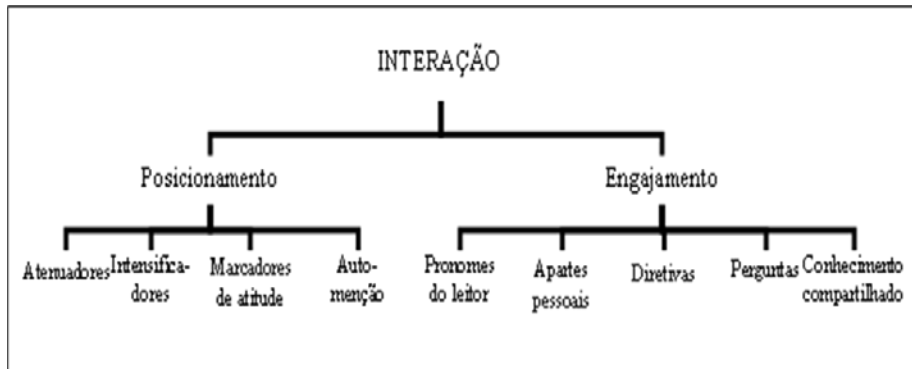 INTERAÇÃO
Posicionamento
Engajamento
Atenuadores
Intensifica-
dores
Marcadores
de atitude
Auto-
menção
Pronomes
do leitor
Apartes
pessoais
Diretivas
Perguntas
Conhecimento
compartilhado